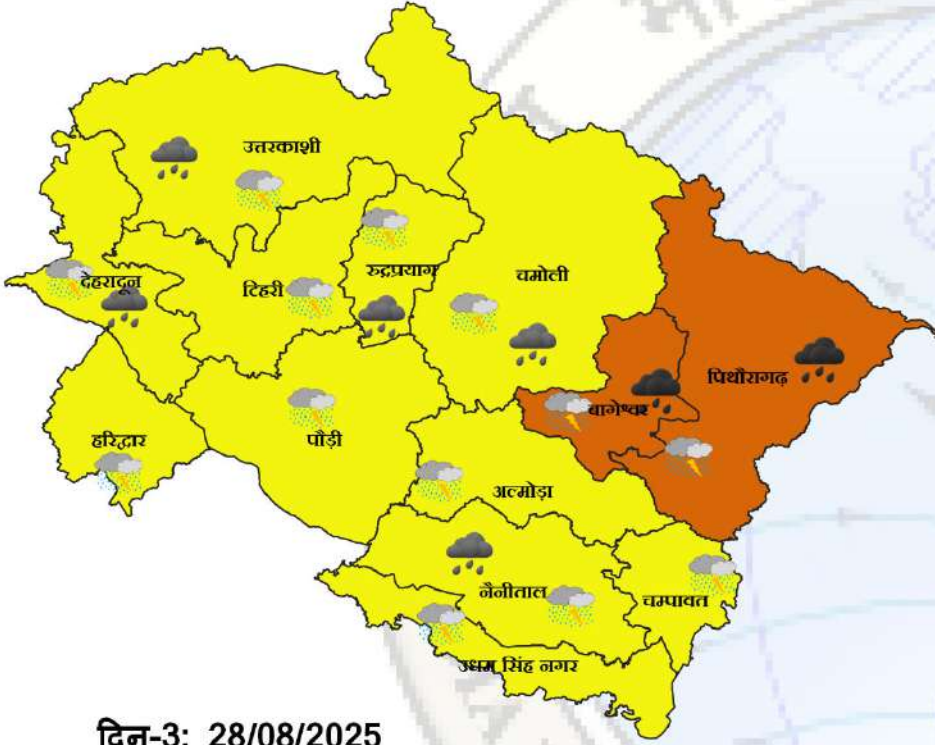 उत्तरकाशी
रुद्रप्रयाग
चमोली
देहरादून
टिहरी
पिथौरागढ़
बागेश्वर
हरिद्वार
पौड़ी
अल्मोड़ा
नैनीताल
चम्पावत
उधम सिंह नगर
दिन-3: 28/08/2025